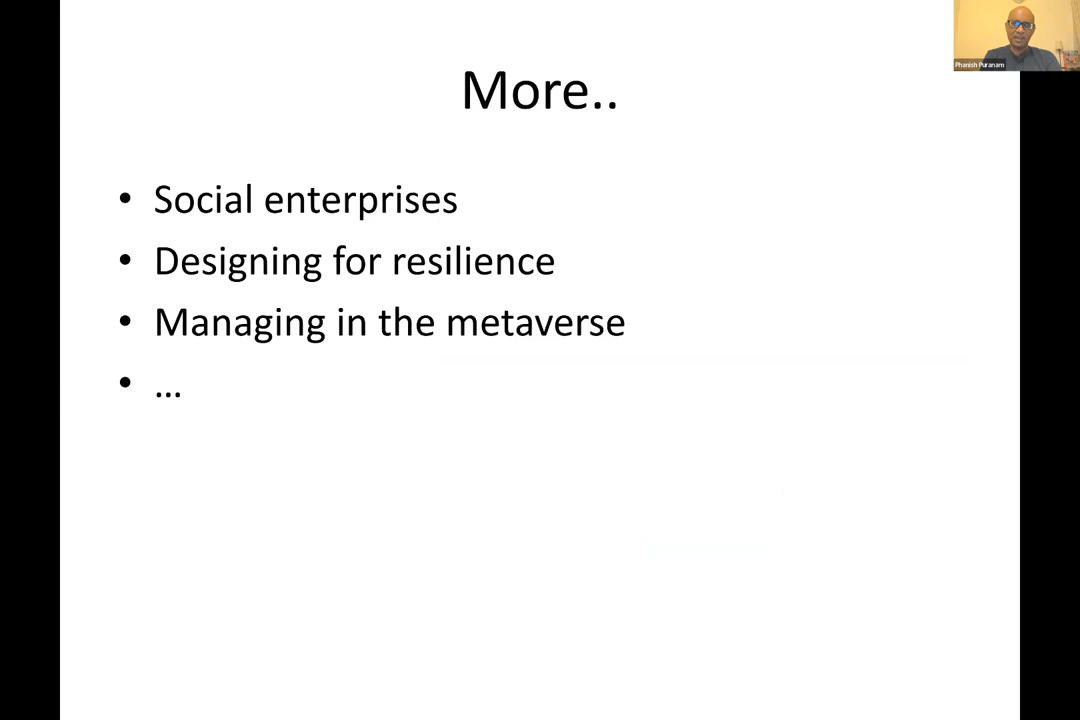 Phanish Puranam
More..
• Social enterprises
• Designing for resilience
• Managing in the metaverse
• …